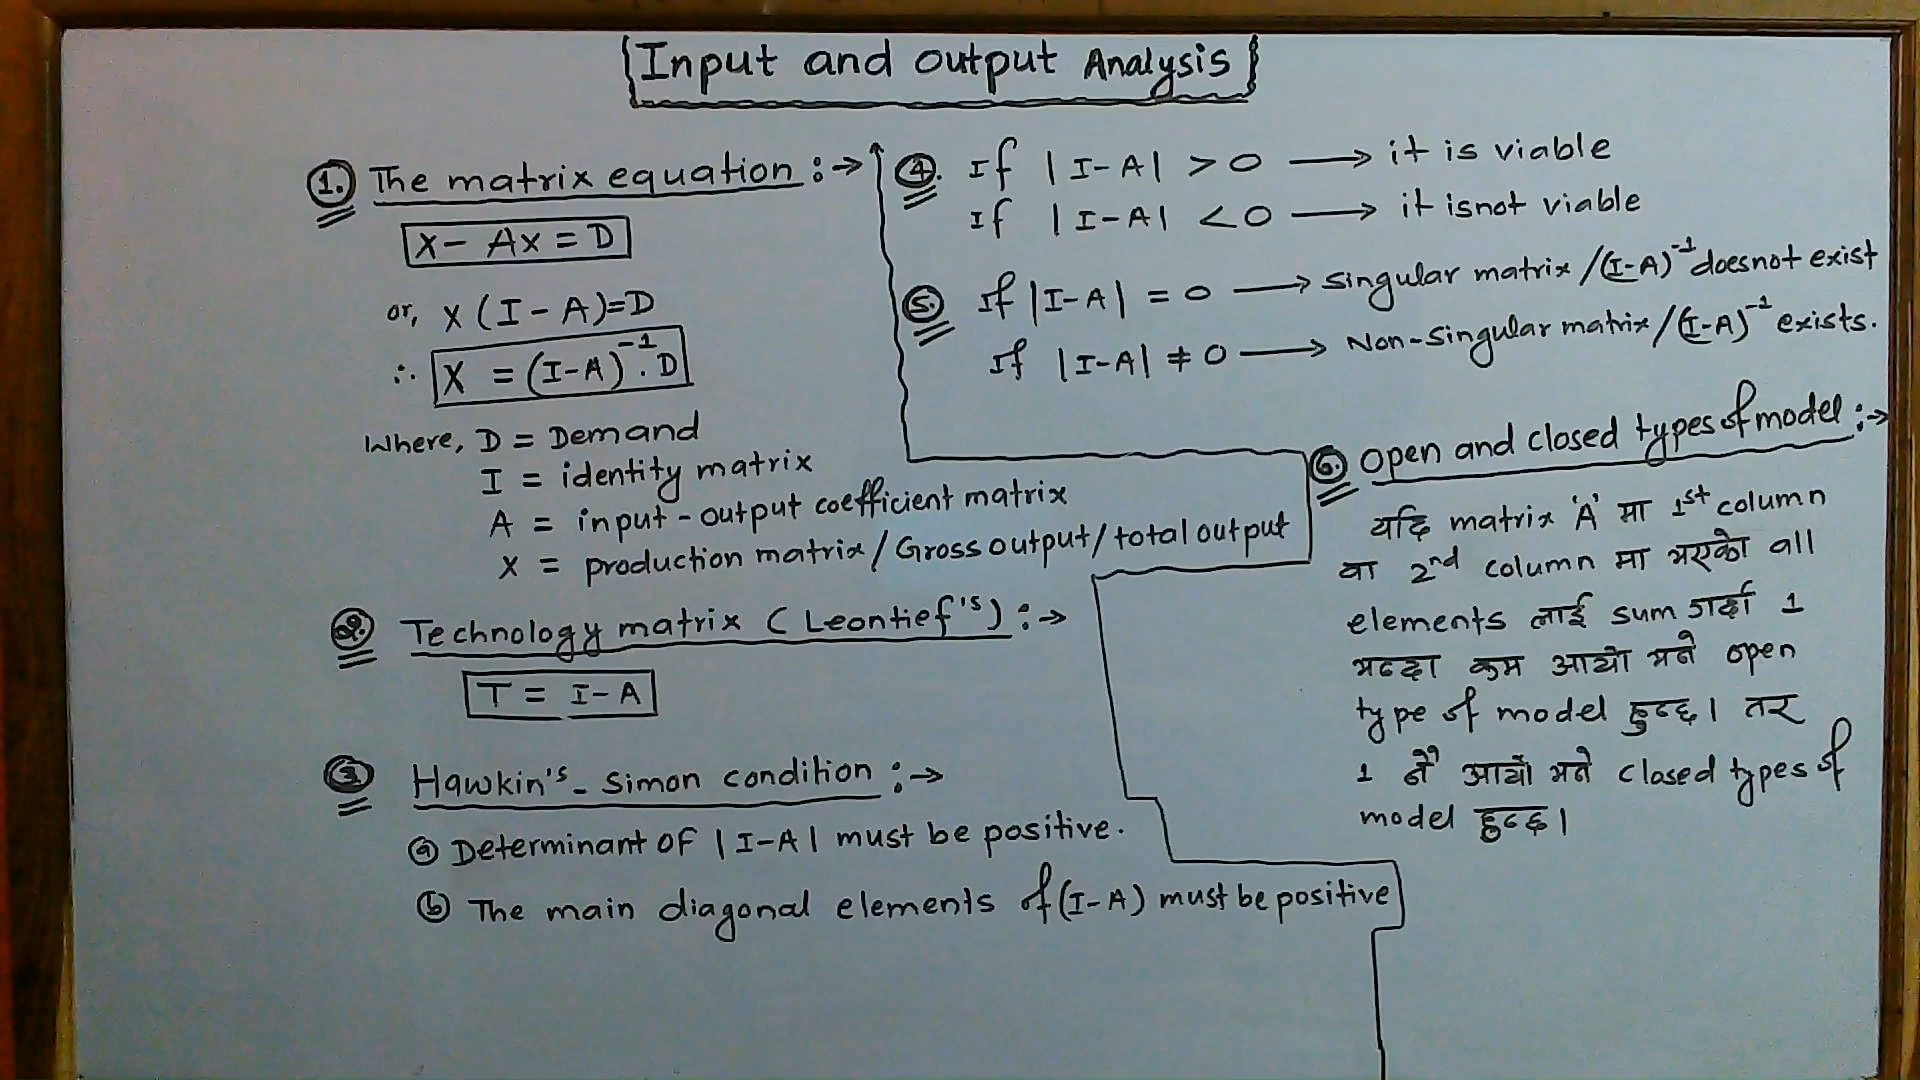 Input and output Analysis
1. The matrix equation :→
X - AX = D
or, X (I - A)=D
∴ X = (I-A)⁻¹. D
Where, D = Demand
I = identity matrix
A = input - output coefficient matrix
X = production matrix / Gross output / total output
2. Technology matrix ( Leontief's ) :→
T = I - A
3. Hawkin's - Simon condition :→
(a) Determinant OF | I-A | must be positive.
(b) The main diagonal elements of (I-A) must be positive
4. If | I-A | > 0 ⟶ it is viable
If | I-A | < 0 ⟶ it isnot viable
5. If | I-A | = 0 ⟶ singular matrix / (I-A)⁻¹ doesnot exist
If | I-A | ≠ 0 ⟶ Non-singular matrix / (I-A)⁻¹ exists.
6. Open and closed types of model :→
यदि matrix 'A' मा 1st column
वा 2nd column मा भएको all
elements लाई sum गर्दा 1
भन्दा कम आयो भने open
type of model हुन्छ। तर
1 नै आयो भने closed types of
model हुन्छ।